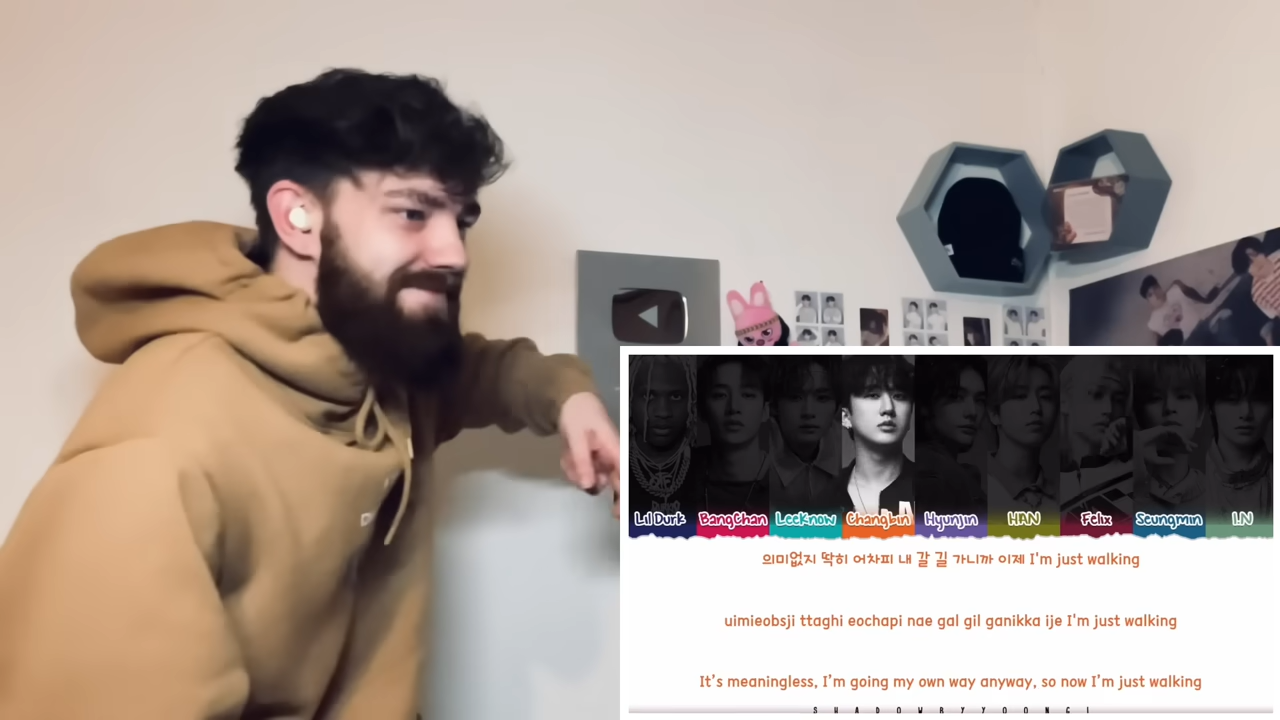 Lil Durk BangChan LeeKnow Changbin Hyunjin HAN Felix Seungmin I.N
의미없지 딱히 어차피 내 갈 길 가니까 이제 I'm just walking
uimieobsji ttaghi eochapi nae gal gil ganikka ije I'm just walking
It's meaningless, I'm going my own way anyway, so now I'm just walking
SHADOWBYYOONGI